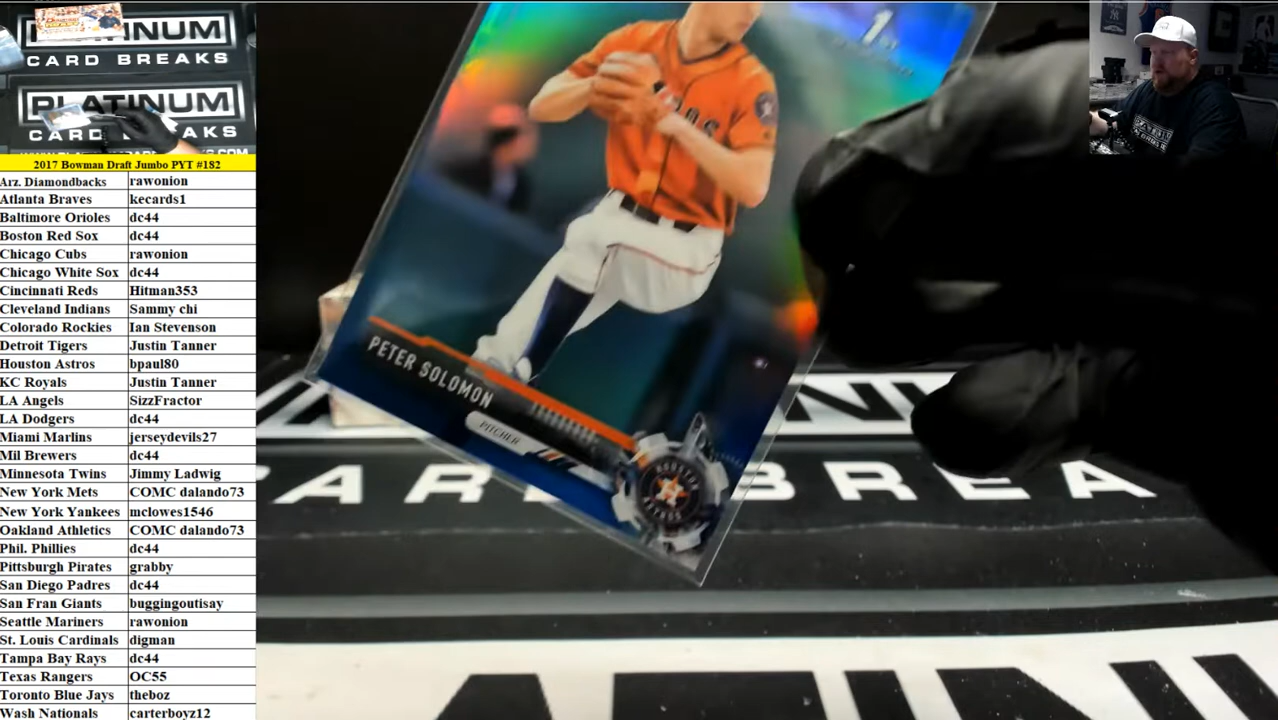 PLATINUM
CARD BREAKS
PLATINUM
CARD BREAKS
2017 Bowman Draft Jumbo PYT #182
Arz. Diamondbacks rawonion
Atlanta Braves kecards1
Baltimore Orioles dc44
Boston Red Sox dc44
Chicago Cubs rawonion
Chicago White Sox dc44
Cincinnati Reds Hitman353
Cleveland Indians Sammy chi
Colorado Rockies Ian Stevenson
Detroit Tigers Justin Tanner
Houston Astros bpaul80
KC Royals Justin Tanner
LA Angels SizzFractor
LA Dodgers dc44
Miami Marlins jerseydevils27
Mil Brewers dc44
Minnesota Twins Jimmy Ladwig
New York Mets COMC dalando73
New York Yankees mclowes1546
Oakland Athletics COMC dalando73
Phil. Phillies dc44
Pittsburgh Pirates grabby
San Diego Padres dc44
San Fran Giants buggingoutisay
Seattle Mariners rawonion
St. Louis Cardinals digman
Tampa Bay Rays dc44
Texas Rangers OC55
Toronto Blue Jays theboz
Wash Nationals carterboyz12
1st
PETER SOLOMON
PITCHER
HOUSTON
ASTROS
ARD BREA